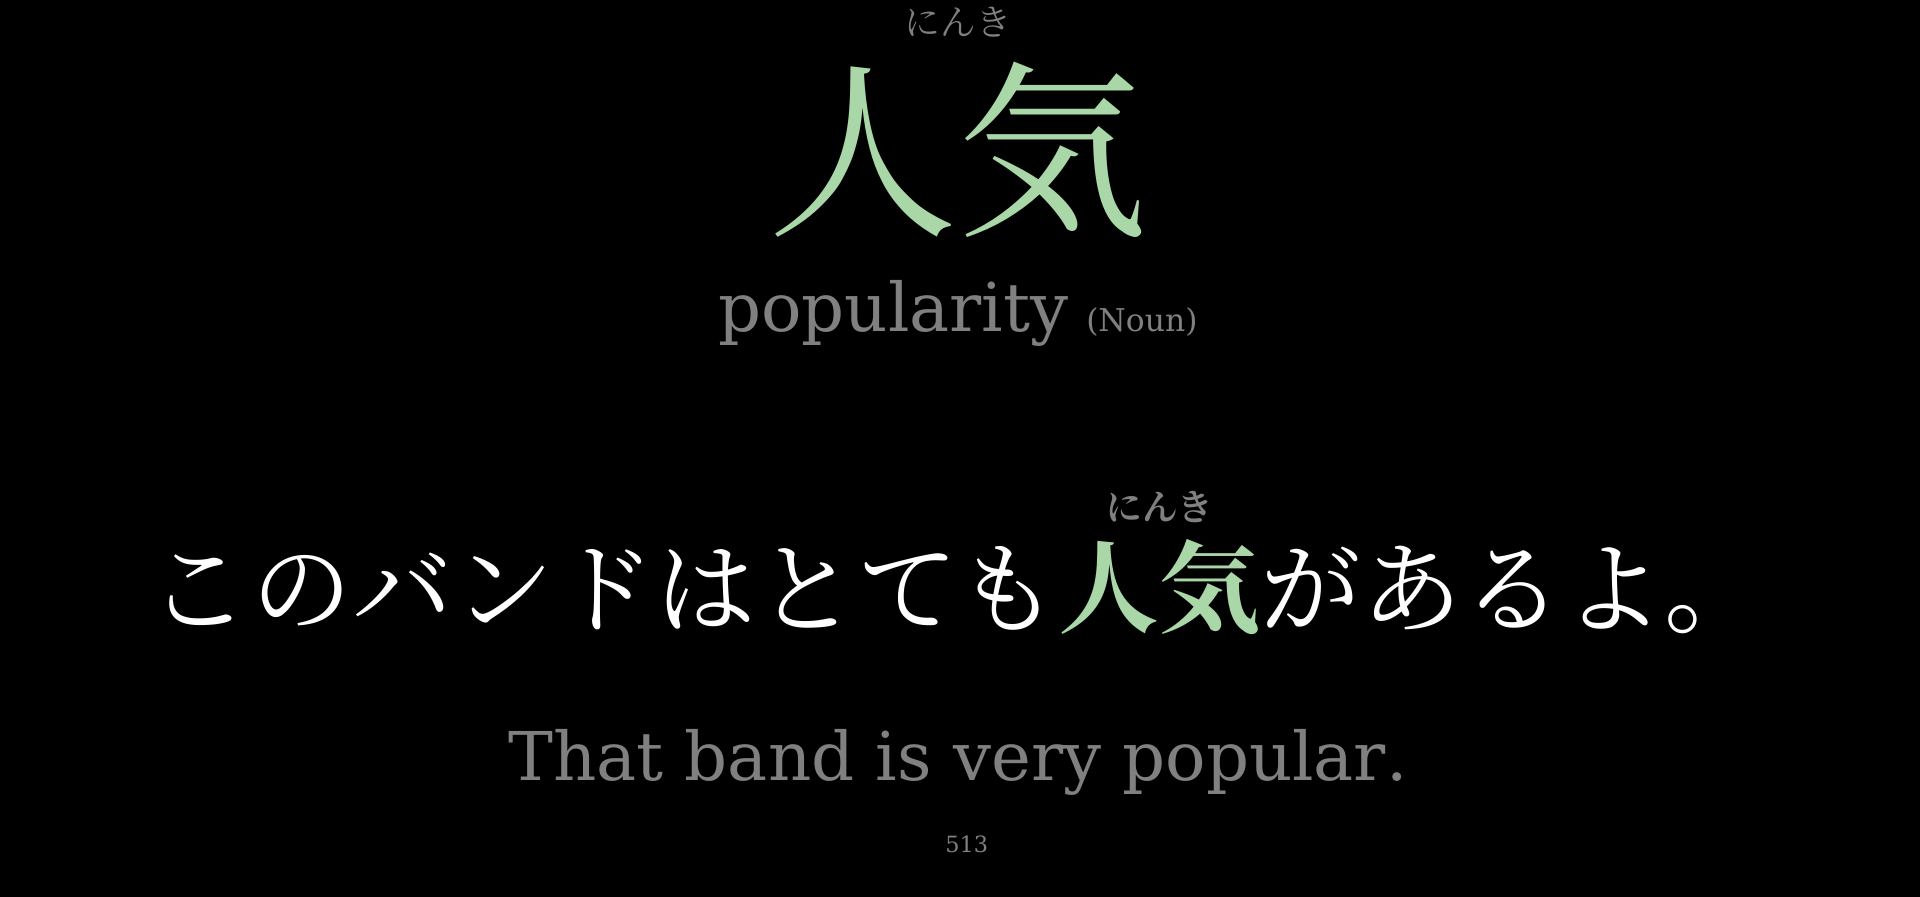 にんき
人気
popularity (Noun)
にんき
このバンドはとても人気があるよ。
That band is very popular.
513